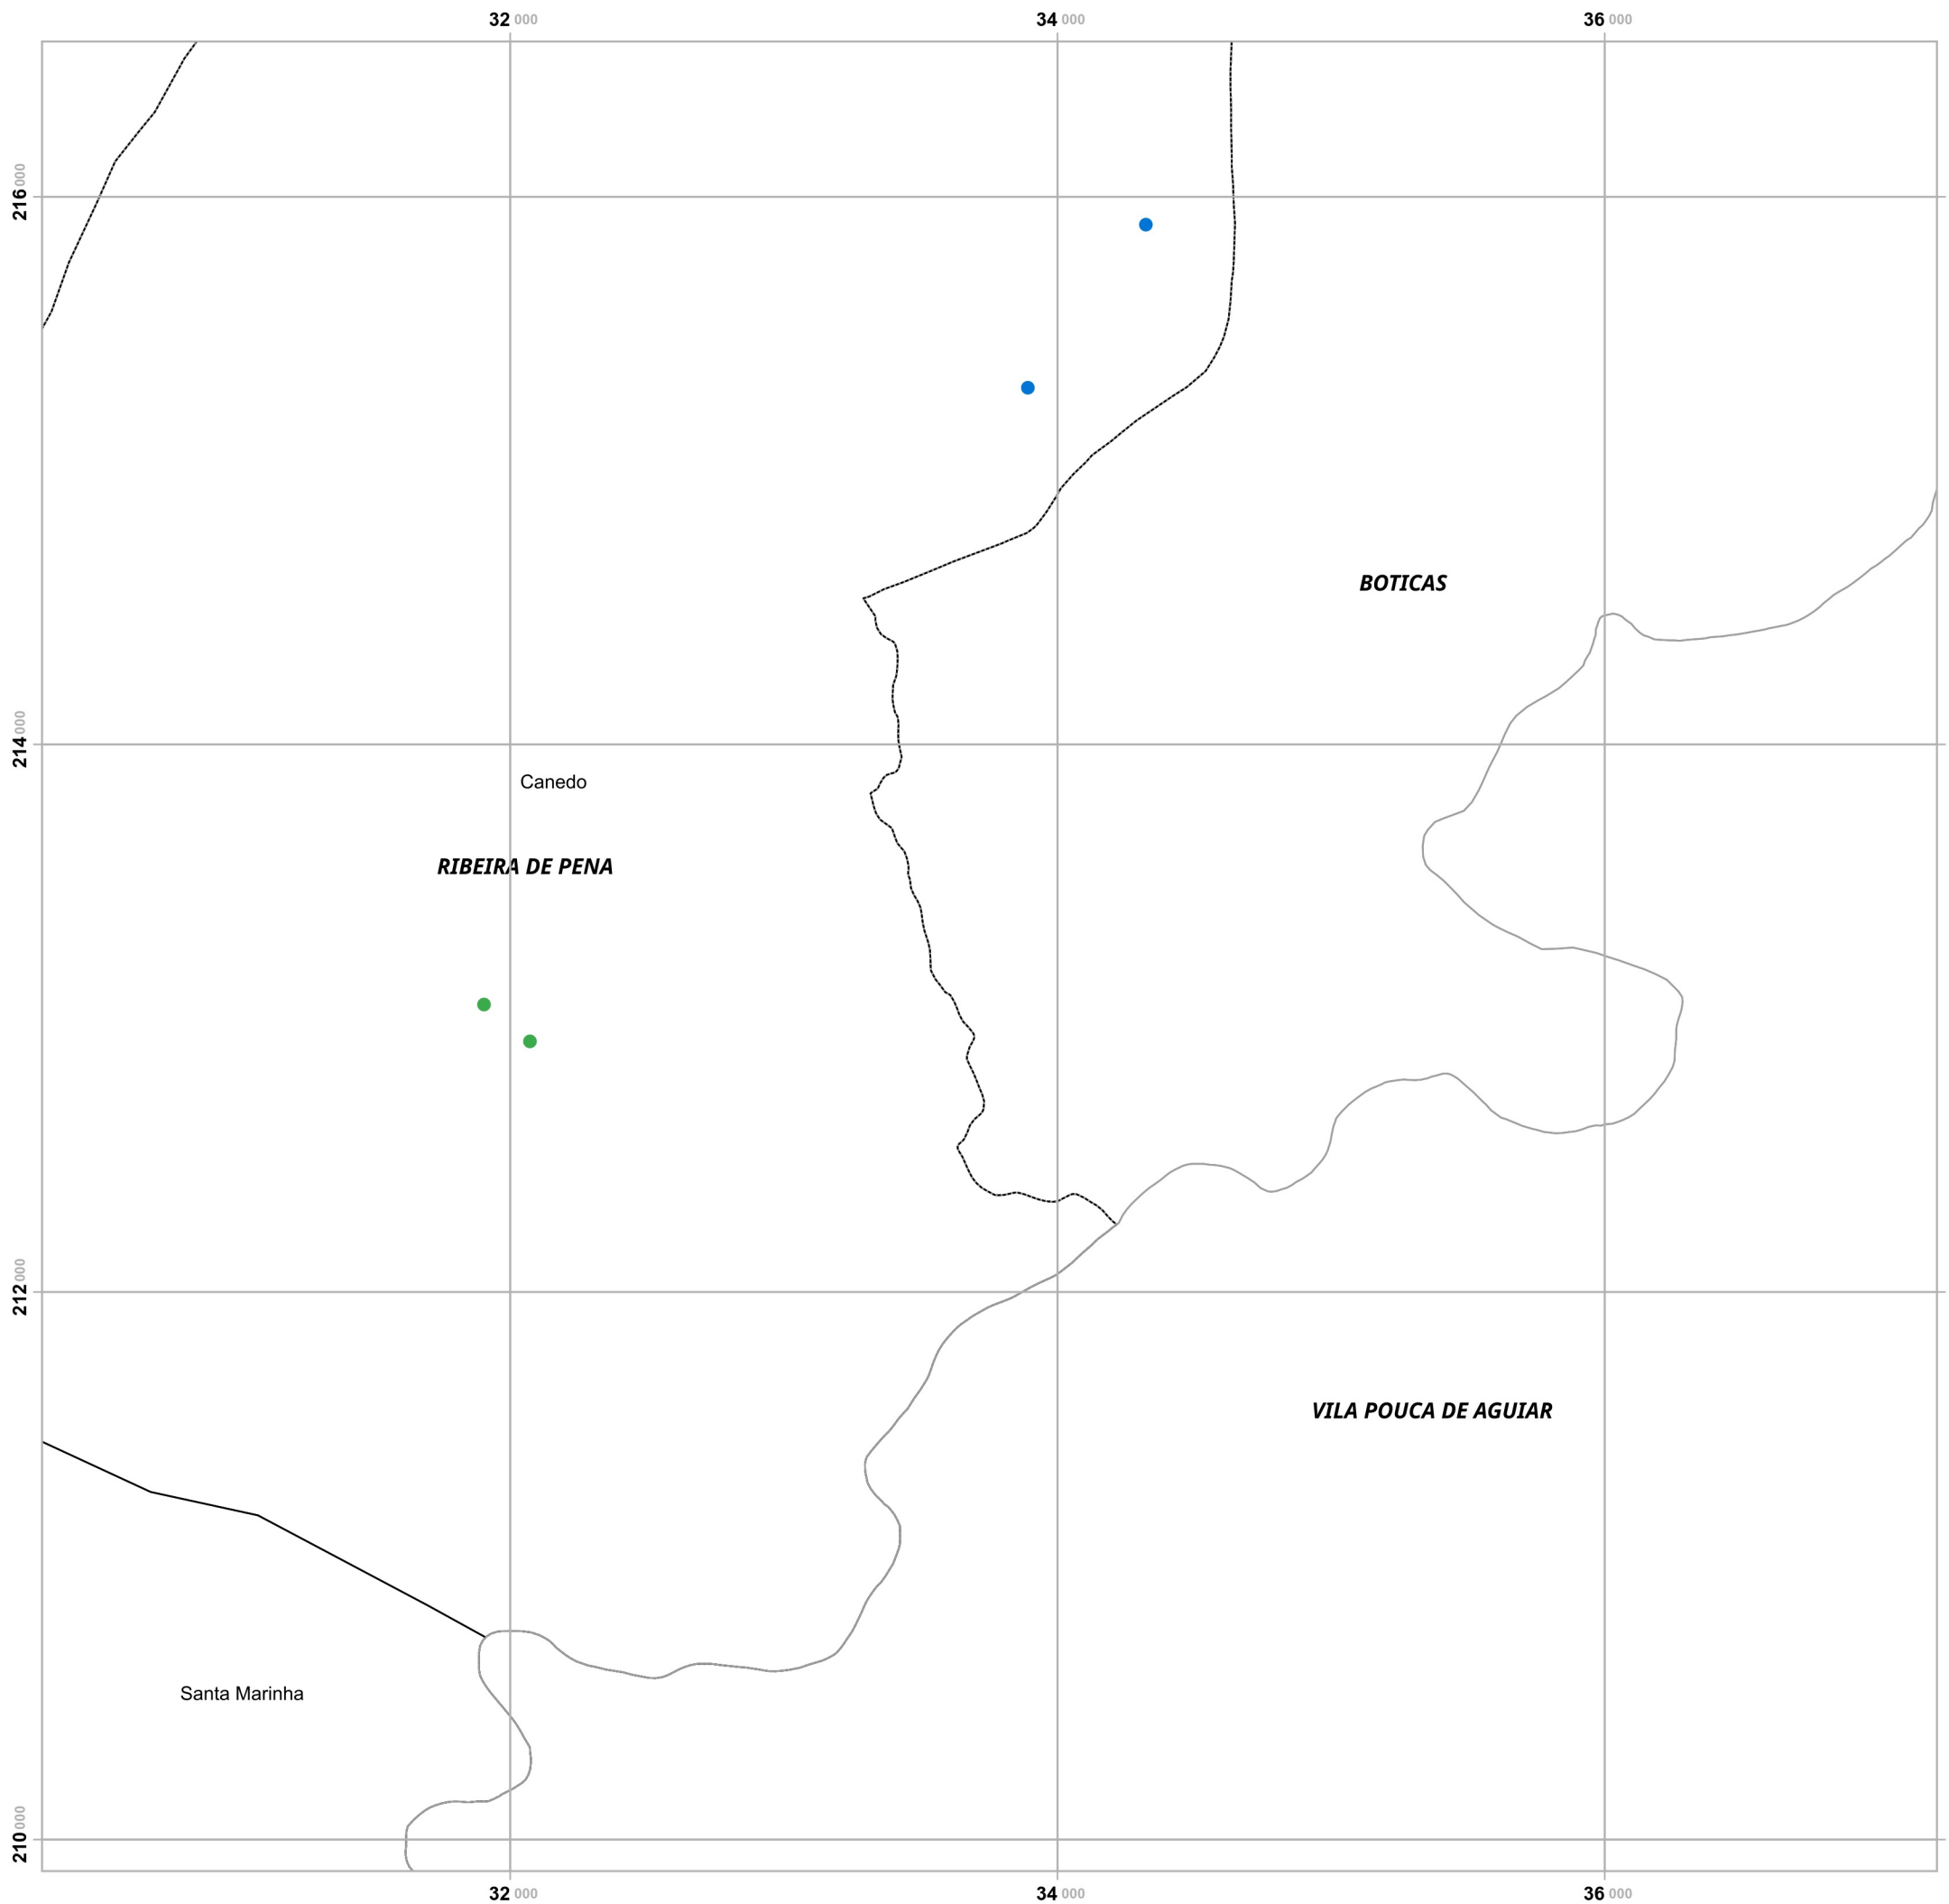 32 000 34 000 36 000
216 000
BOTICAS
214 000
Canedo
RIBEIRA DE PENA
212 000
VILA POUCA DE AGUIAR
Santa Marinha
210 000
32 000 34 000 36 000